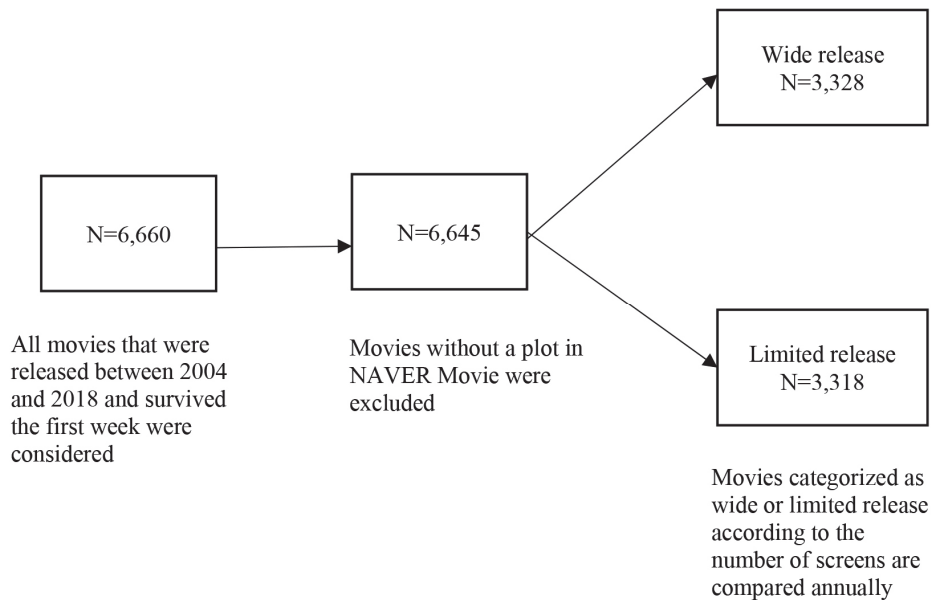 N=6,660
All movies that were
released between 2004
and 2018 and survived
the first week were
considered
N=6,645
Movies without a plot in
NAVER Movie were
excluded
Wide release
N=3,328
Limited release
N=3,318
Movies categorized as
wide or limited release
according to the
number of screens are
compared annually